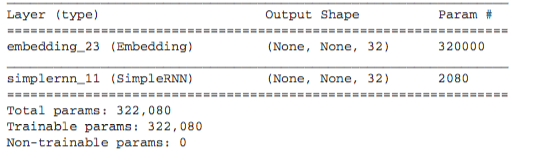 Layer (type) Output Shape Param #
embedding_23 (Embedding) (None, None, 32) 320000
simplernn_11 (SimpleRNN) (None, None, 32) 2080
Total params: 322,080
Trainable params: 322,080
Non-trainable params: 0